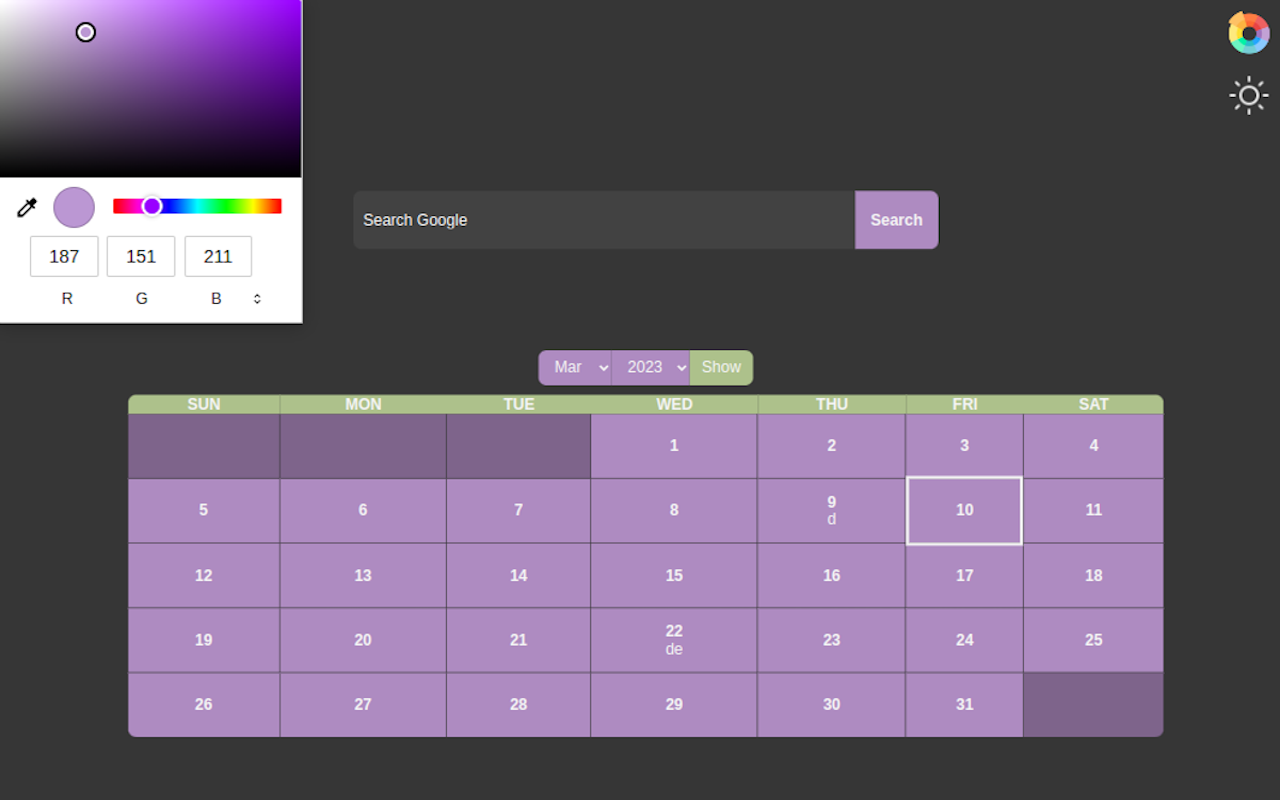 Search Google Search
187 151 211
R G B
Mar 2023 Show
SUN MON TUE WED THU FRI SAT
1 2 3 4
5 6 7 8 9 10 11
d
12 13 14 15 16 17 18
19 20 21 22 23 24 25
de
26 27 28 29 30 31